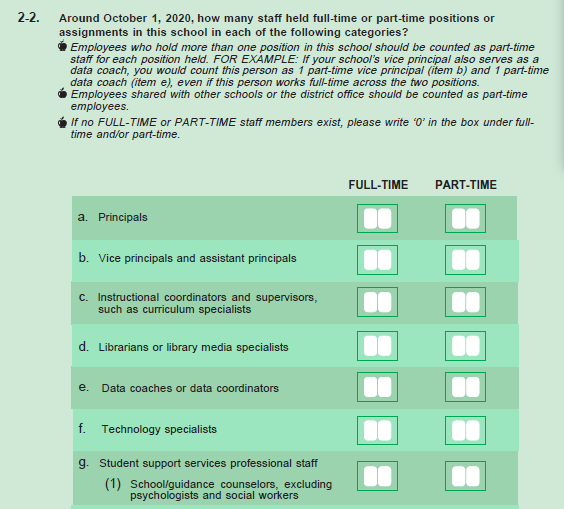 2-2. Around October 1, 2020, how many staff held full-time or part-time positions or
assignments in this school in each of the following categories?
Employees who hold more than one position in this school should be counted as part-time
staff for each position held. FOR EXAMPLE: If your school's vice principal also serves as a
data coach, you would count this person as 1 part-time vice principal (item b) and 1 part-time
data coach (item e), even if this person works full-time across the two positions.
Employees shared with other schools or the district office should be counted as part-time
employees.
If no FULL-TIME or PART-TIME staff members exist, please write '0' in the box under full-
time and/or part-time.
FULL-TIME PART-TIME
a. Principals
b. Vice principals and assistant principals
c. Instructional coordinators and supervisors,
such as curriculum specialists
d. Librarians or library media specialists
e. Data coaches or data coordinators
f. Technology specialists
g. Student support services professional staff
(1) School/guidance counselors, excluding
psychologists and social workers